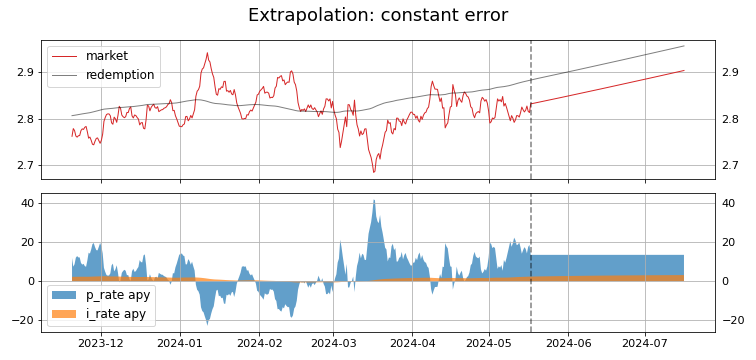 Extrapolation: constant error
market
redemption
2.9 2.9
2.8 2.8
2.7 2.7
40 40
20 20
0 0
−20 −20
p_rate apy
i_rate apy
2023-12 2024-01 2024-02 2024-03 2024-04 2024-05 2024-06 2024-07